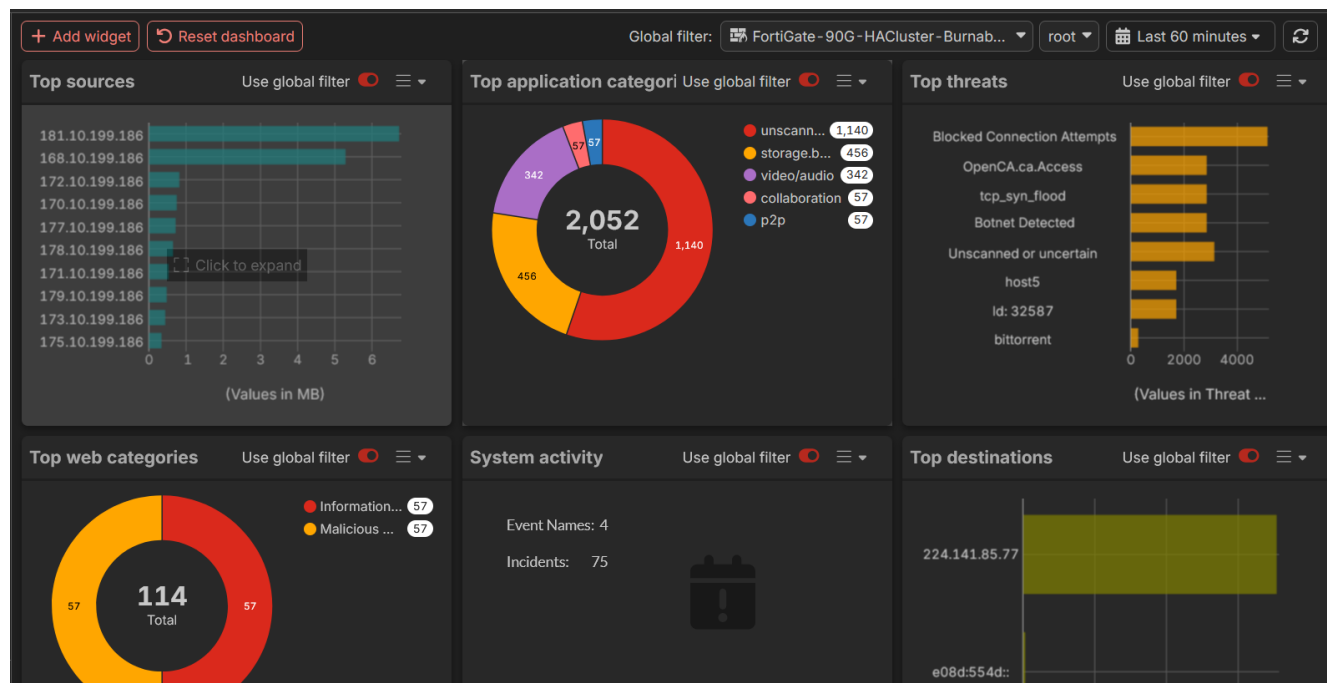 Add widget
Reset dashboard
Global filter:
FortiGate-90G-HACluster-Burnab...
root
Last 60 minutes
Top sources
Use global filter
181.10.199.186
168.10.199.186
172.10.199.186
170.10.199.186
177.10.199.186
178.10.199.186
171.10.199.186
179.10.199.186
173.10.199.186
175.10.199.186
Click to expand
0 1 2 3 4 5 6
(Values in MB)
Top application categori
Use global filter
57 57
342
456
1,140
2,052
Total
unscann... 1,140
storage.b... 456
video/audio 342
collaboration 57
p2p 57
Top threats
Use global filter
Blocked Connection Attempts
OpenCA.ca.Access
tcp_syn_flood
Botnet Detected
Unscanned or uncertain
host5
Id: 32587
bittorrent
0 2000 4000
(Values in Threat ...
Top web categories
Use global filter
57
114
Total
57
Information... 57
Malicious ... 57
System activity
Use global filter
Event Names: 4
Incidents: 75
Top destinations
Use global filter
224.141.85.77
e08d:554d::